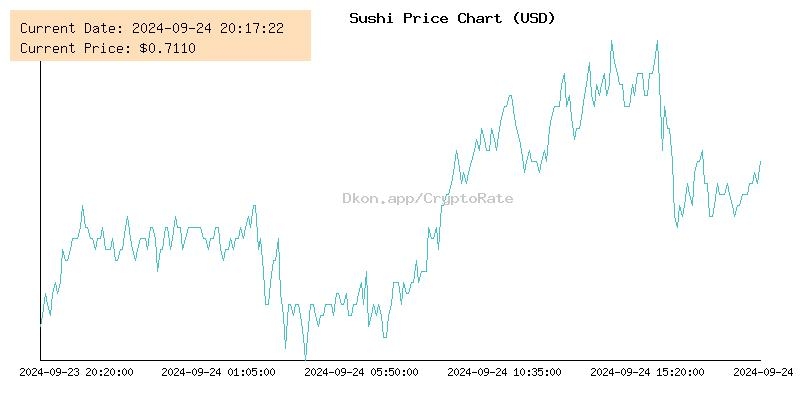 Sushi Price Chart (USD)
Current Date: 2024-09-24 20:17:22
Current Price: $0.7110
Dkon.app/CryptoRate
2024-09-23 20:20:00 2024-09-24 01:05:00 2024-09-24 05:50:00 2024-09-24 10:35:00 2024-09-24 15:20:00 2024-09-24